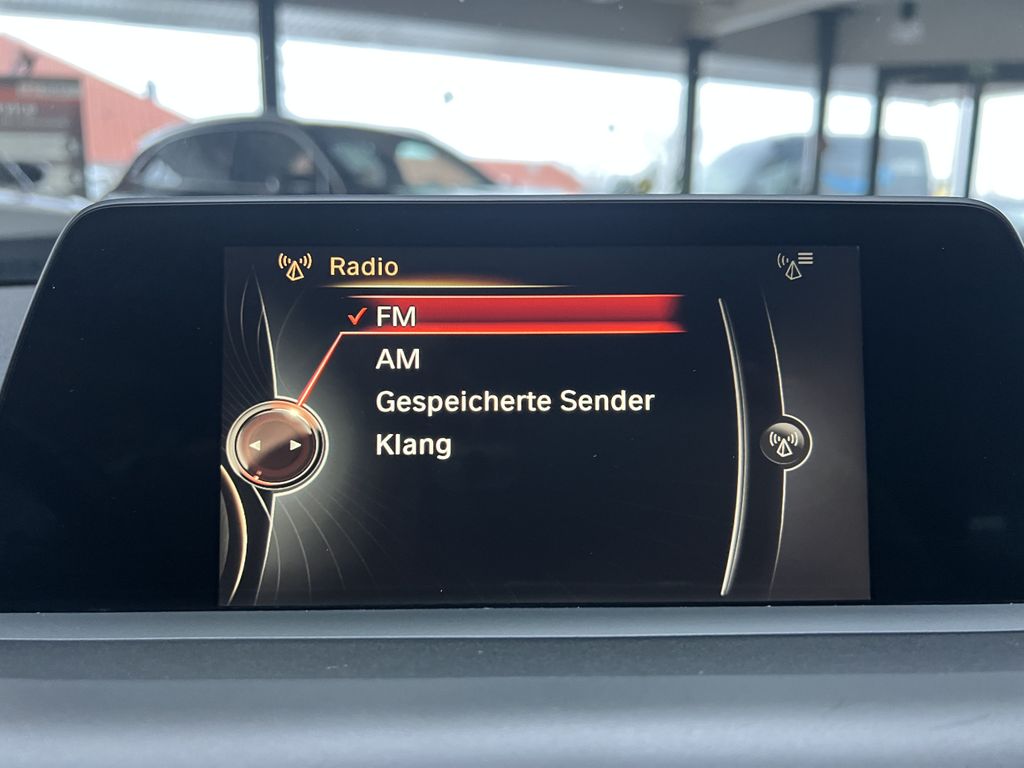 Radio
FM
AM
Gespeicherte Sender
Klang